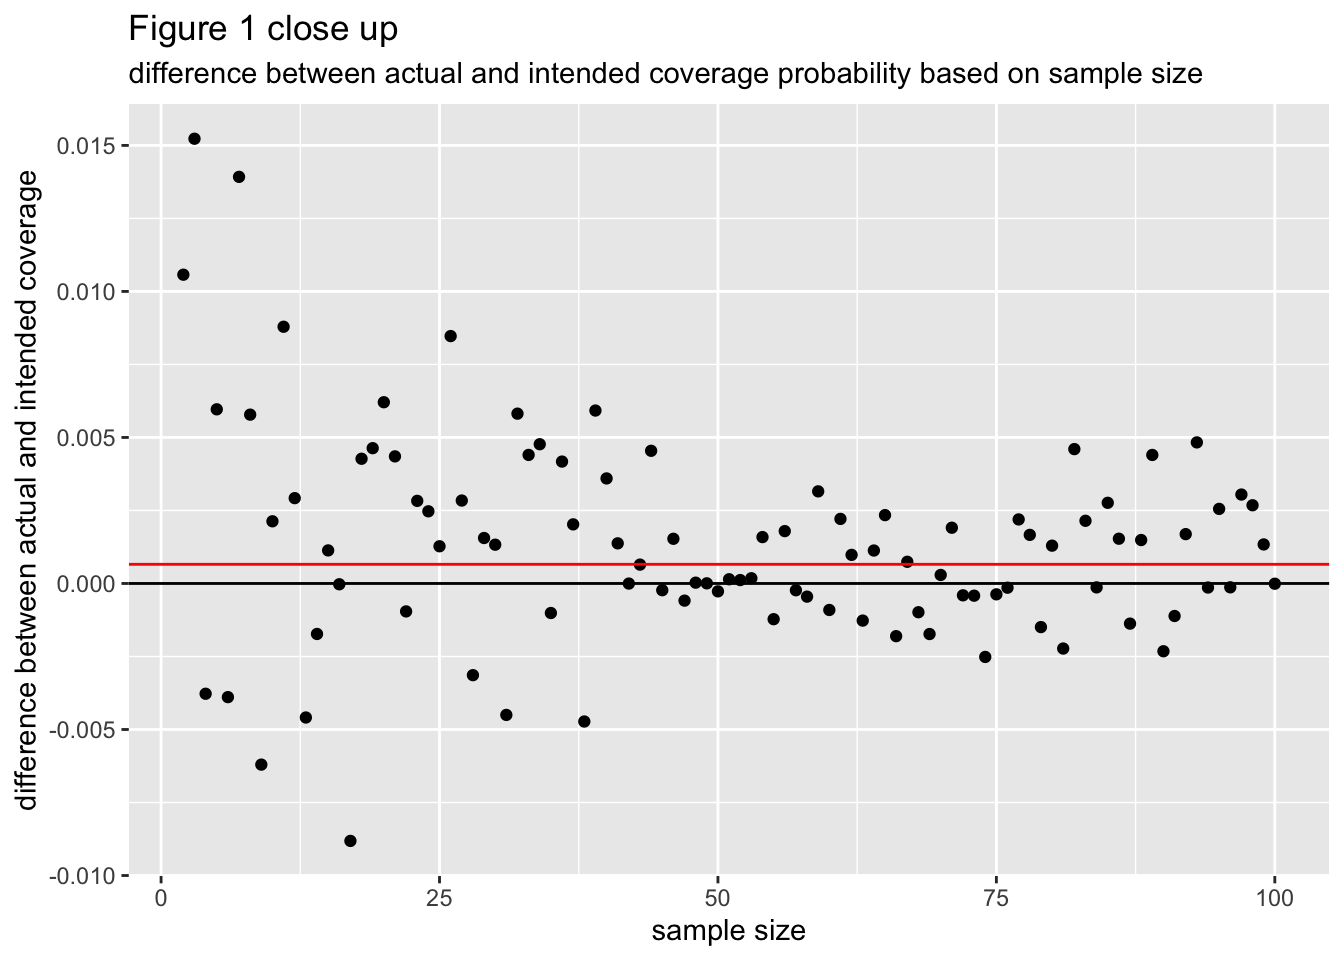 Figure 1 close up
difference between actual and intended coverage probability based on sample size
difference between actual and intended coverage
0.015
0.010
0.005
0.000
-0.005
-0.010
0
25
50
75
100
sample size